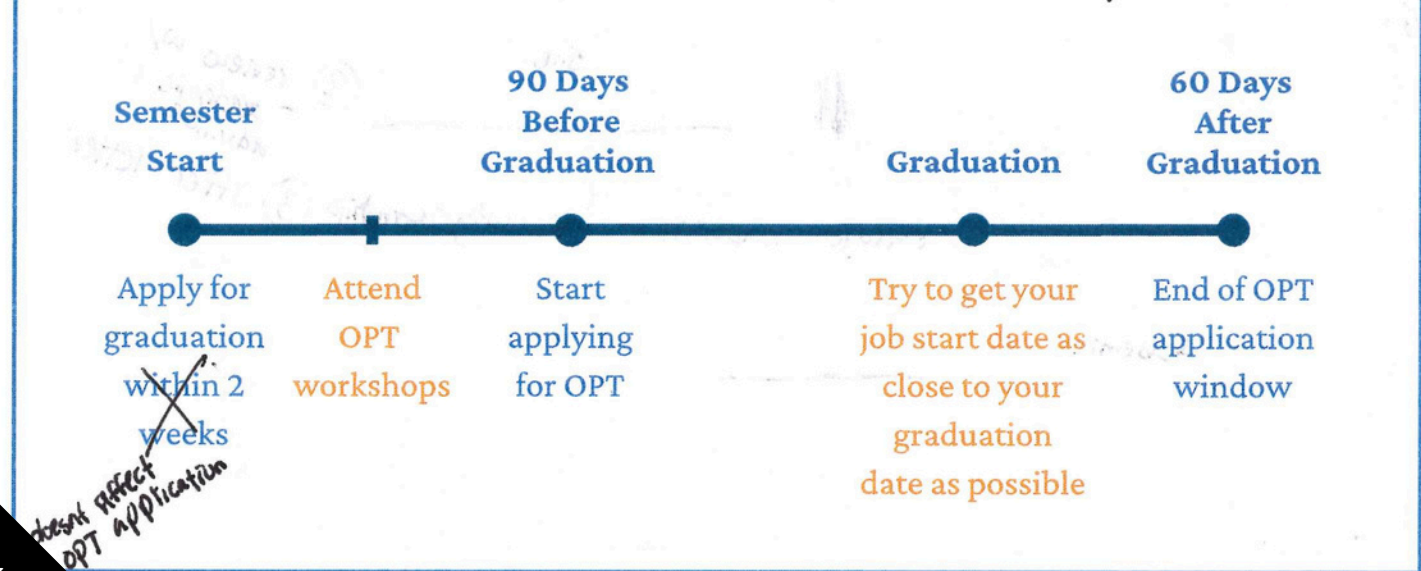 Semester
Start
90 Days
Before
Graduation
Graduation
60 Days
After
Graduation
Apply for
graduation
within 2
weeks
Attend
OPT
workshops
Start
applying
for OPT
Try to get your
job start date as
close to your
graduation
date as possible
End of OPT
application
window
doesnt Affect
OPT application